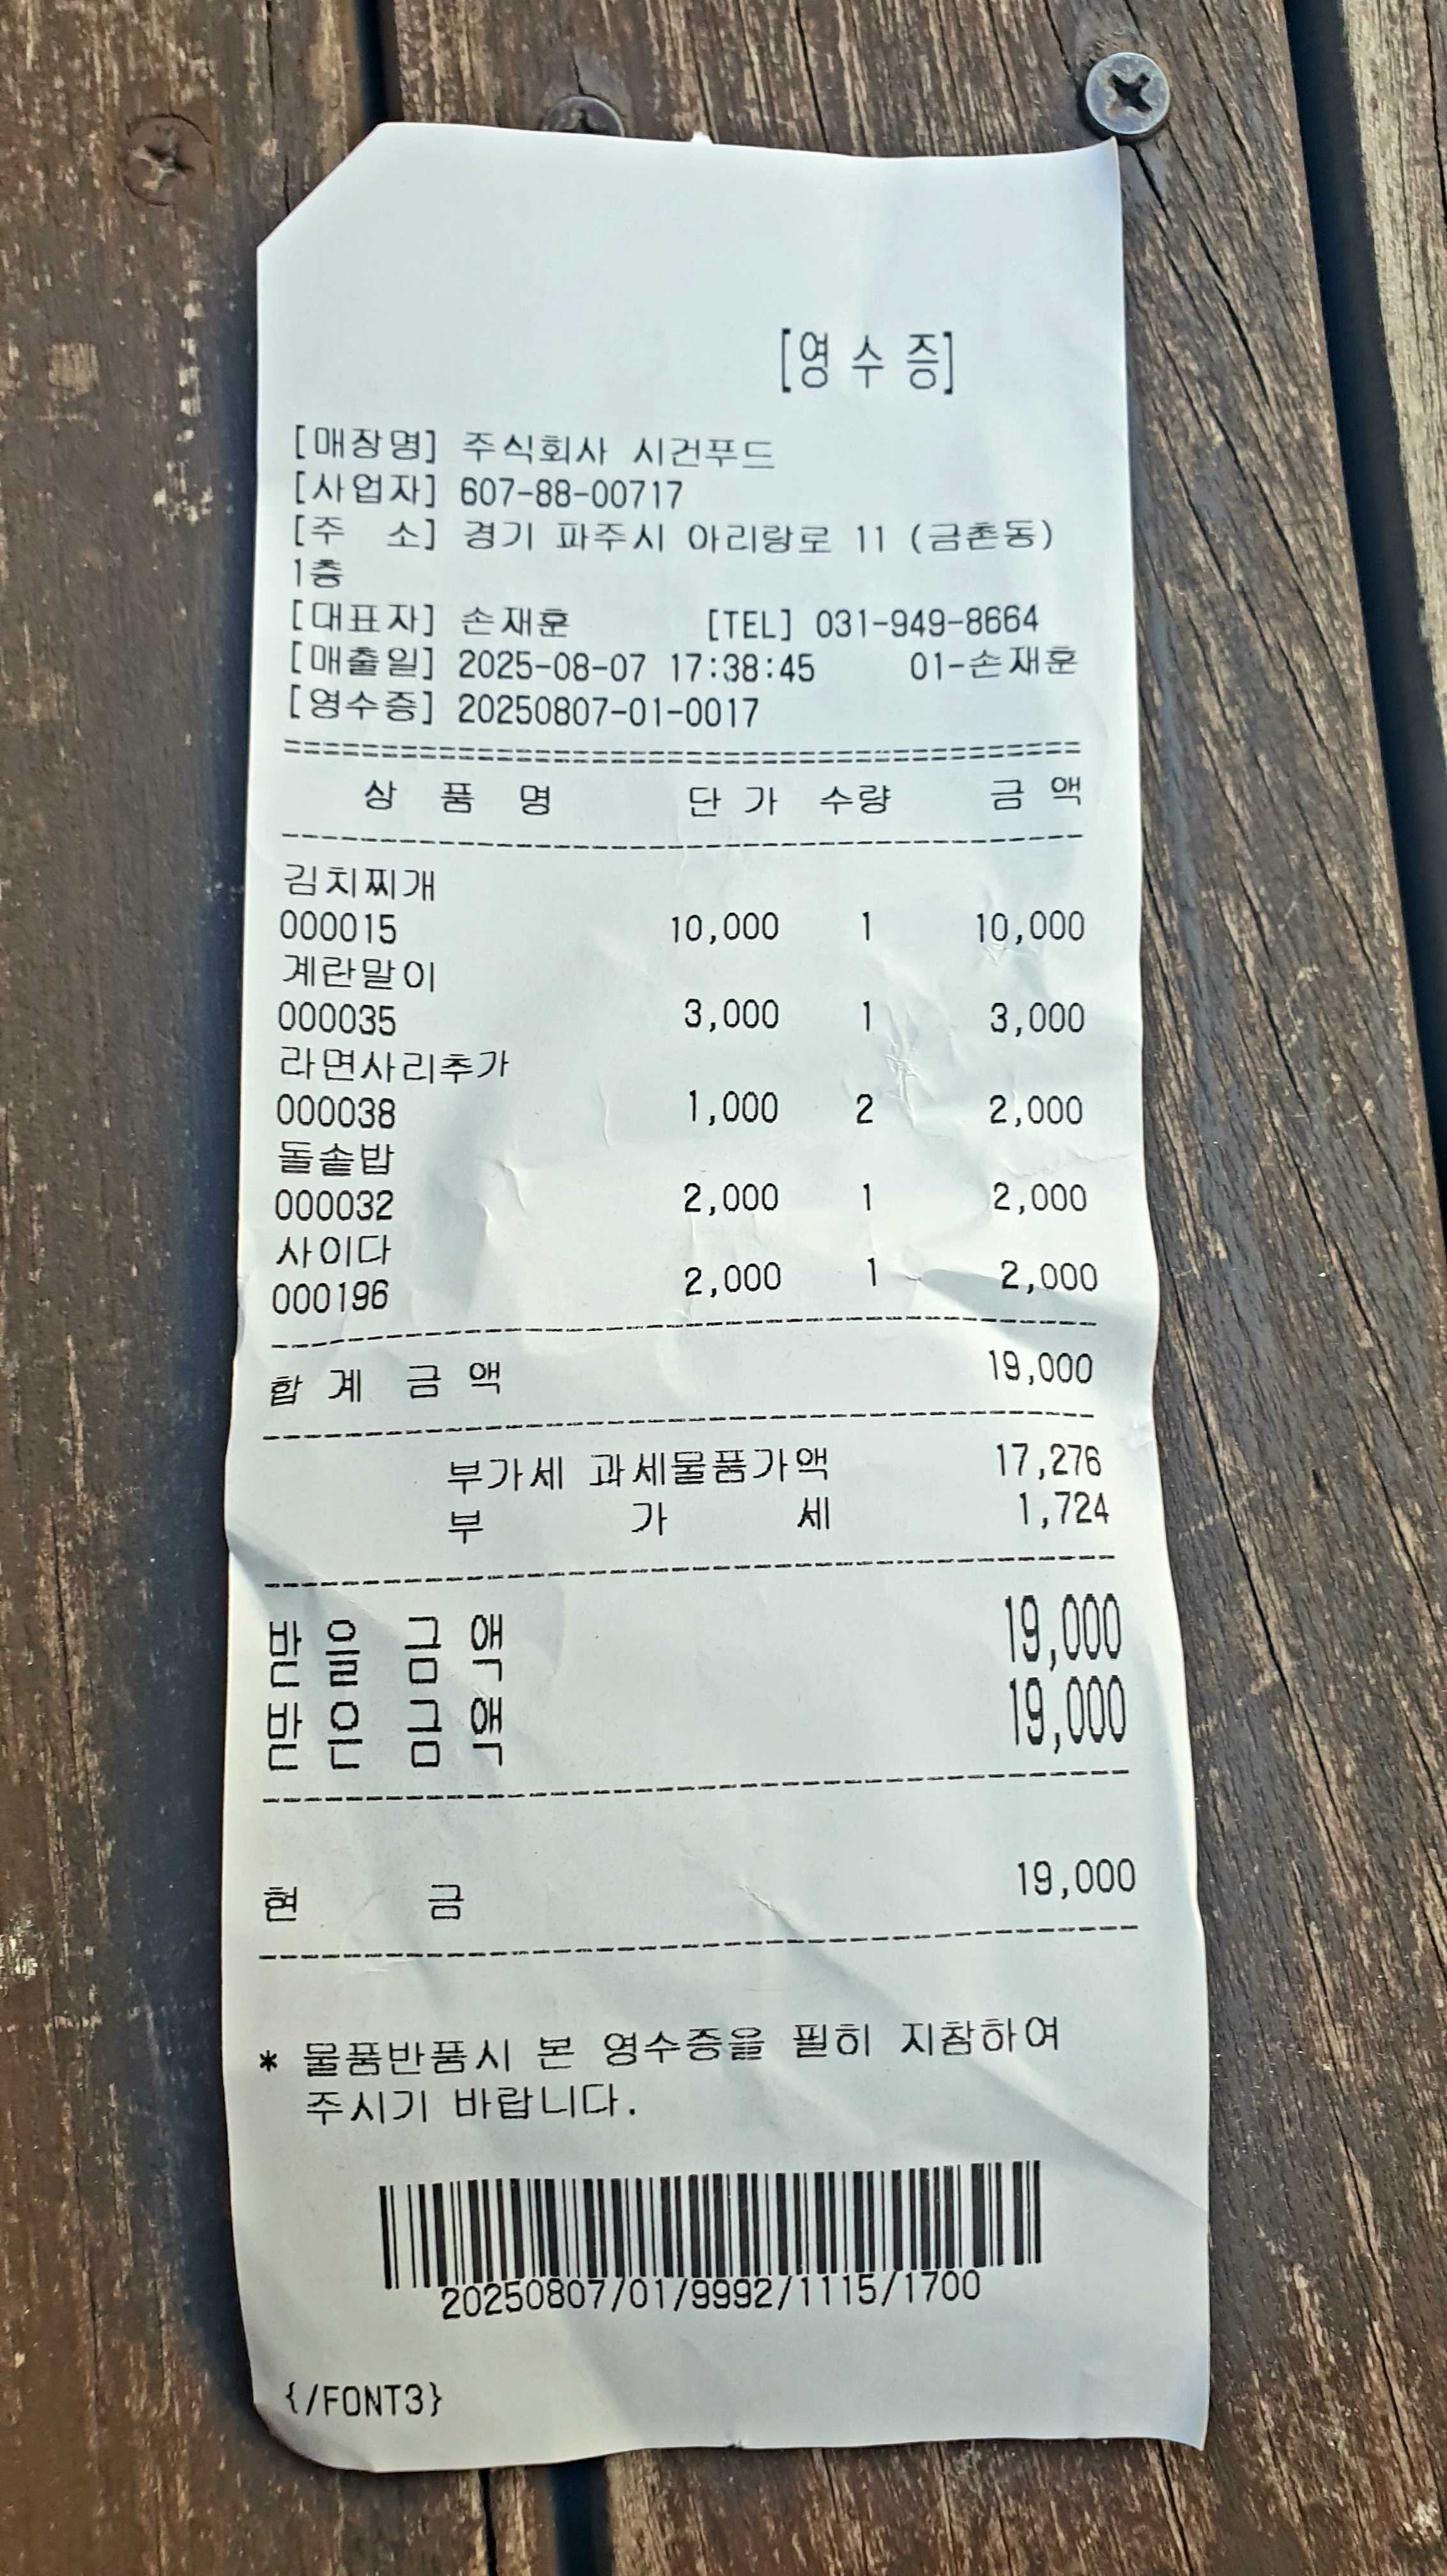 [영 수 증]
[매장명] 주식회사 시건푸드
[사업자] 607-88-00717
[주 소] 경기 파주시 아리랑로 11 (금촌동)
1층
[대표자] 손재훈 [TEL] 031-949-8664
[매출일] 2025-08-07 17:38:45 01-손재훈
[영수증] 20250807-01-0017
상 품 명 단 가 수량 금 액
김치찌개
000015 10,000 1 10,000
계란말이
000035 3,000 1 3,000
라면사리추가
000038 1,000 2 2,000
돌솥밥
000032 2,000 1 2,000
사이다
000196 2,000 1 2,000
합 계 금 액 19,000
부가세 과세물품가액 17,276
부 가 세 1,724
받 을 금 액 19,000
받 은 금 액 19,000
현 금 19,000
* 물품반품시 본 영수증을 필히 지참하여
주시기 바랍니다.
20250807/01/9992/1115/1700
{/FONT3}